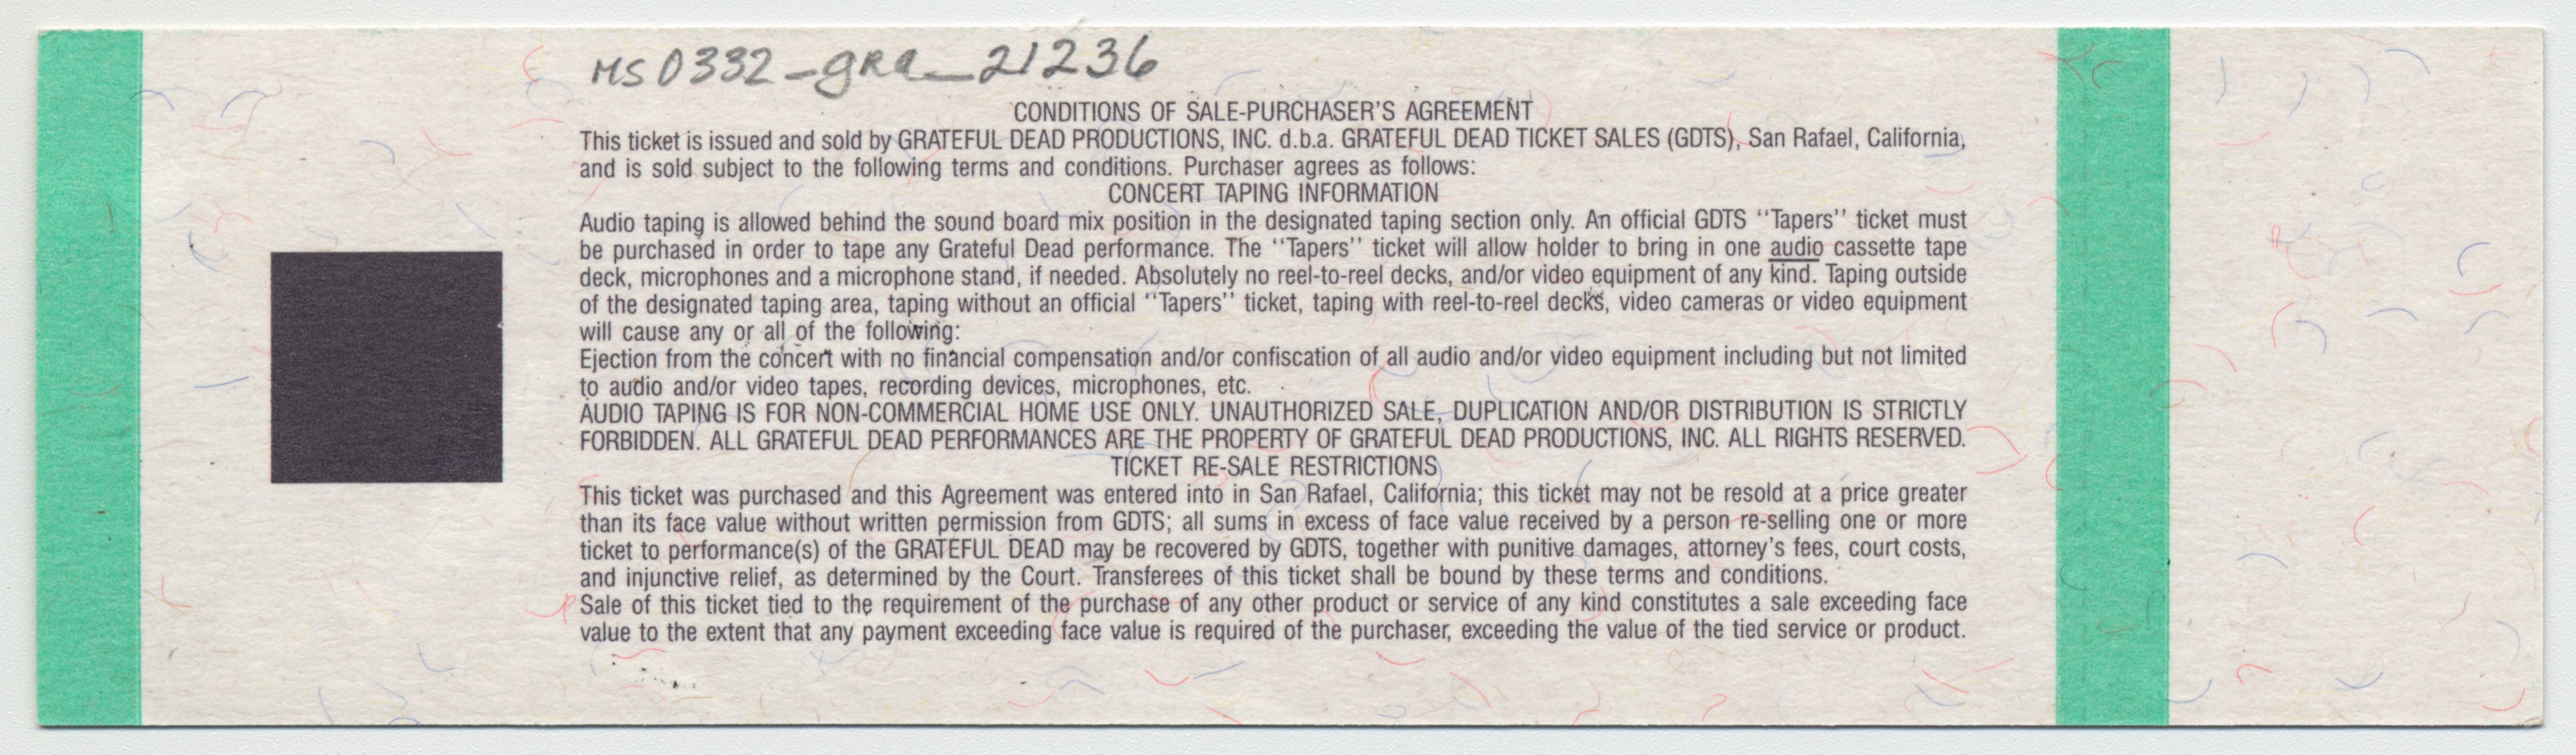 MS0332-gra_21236
CONDITIONS OF SALE-PURCHASER'S AGREEMENT
This ticket is issued and sold by GRATEFUL DEAD PRODUCTIONS, INC. d.b.a. GRATEFUL DEAD TICKET SALES (GDTS), San Rafael, California,
and is sold subject to the following terms and conditions. Purchaser agrees as follows:
CONCERT TAPING INFORMATION
Audio taping is allowed behind the sound board mix position in the designated taping section only. An official GDTS "Tapers" ticket must
be purchased in order to tape any Grateful Dead performance. The "Tapers" ticket will allow holder to bring in one audio cassette tape
deck, microphones and a microphone stand, if needed. Absolutely no reel-to-reel decks, and/or video equipment of any kind. Taping outside
of the designated taping area, taping without an official "Tapers" ticket, taping with reel-to-reel decks, video cameras or video equipment
will cause any or all of the following:
Ejection from the concert with no financial compensation and/or confiscation of all audio and/or video equipment including but not limited
to audio and/or video tapes, recording devices, microphones, etc.
AUDIO TAPING IS FOR NON-COMMERCIAL HOME USE ONLY. UNAUTHORIZED SALE, DUPLICATION AND/OR DISTRIBUTION IS STRICTLY
FORBIDDEN. ALL GRATEFUL DEAD PERFORMANCES ARE THE PROPERTY OF GRATEFUL DEAD PRODUCTIONS, INC. ALL RIGHTS RESERVED.
TICKET RE-SALE RESTRICTIONS
This ticket was purchased and this Agreement was entered into in San Rafael, California; this ticket may not be resold at a price greater
than its face value without written permission from GDTS; all sums in excess of face value received by a person re-selling one or more
ticket to performance(s) of the GRATEFUL DEAD may be recovered by GDTS, together with punitive damages, attorney's fees, court costs,
and injunctive relief, as determined by the Court. Transferees of this ticket shall be bound by these terms and conditions.
Sale of this ticket tied to the requirement of the purchase of any other product or service of any kind constitutes a sale exceeding face
value to the extent that any payment exceeding face value is required of the purchaser, exceeding the value of the tied service or product.